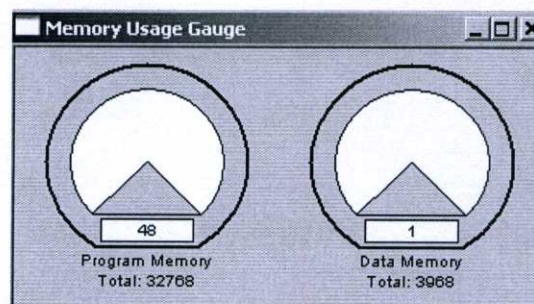 Memory Usage Gauge
48
1
Program Memory
Data Memory
Total: 32768
Total: 3968